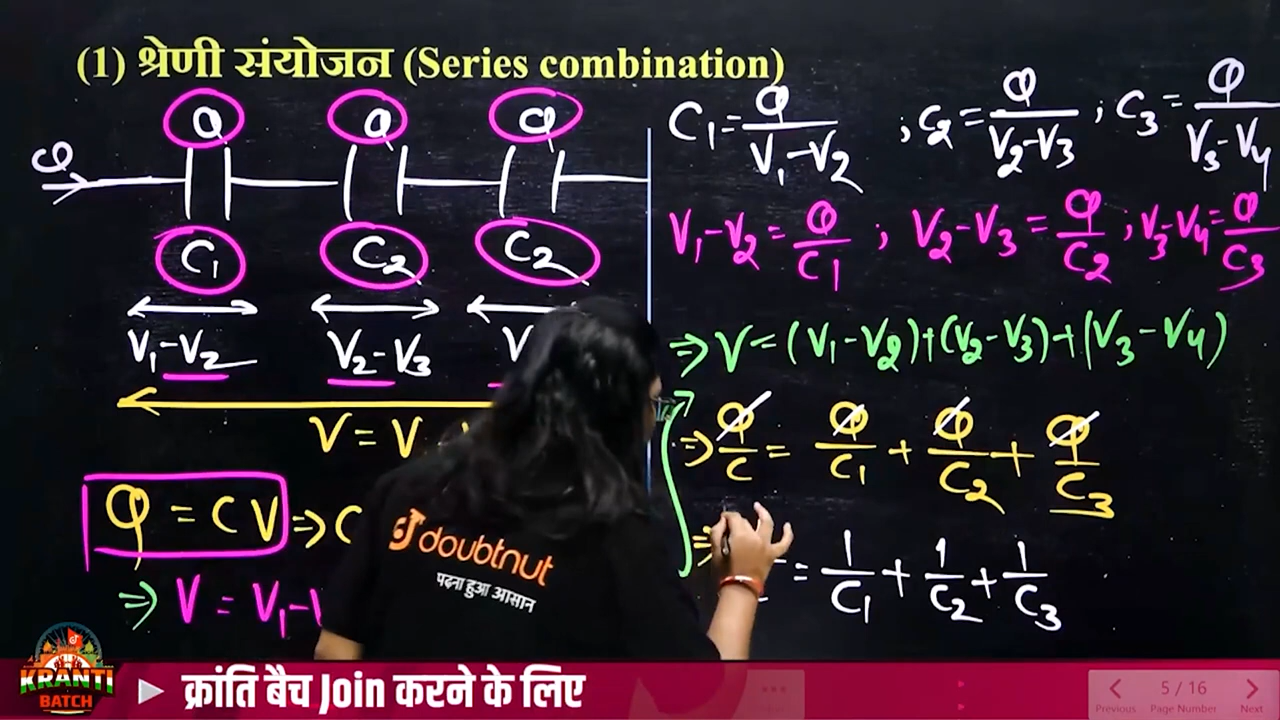 (1) श्रेणी संयोजन (Series combination)
Q Q Q
Q
C₁ C₂ C₂
V₁-V₂ V₂-V₃ V
V = V
Q = CV ⇒ C
⇒ V = V₁-
C₁ = Q/(V₁-V₂) ; C₂ = Q/(V₂-V₃) ; C₃ = Q/(V₃-V₄)
V₁-V₂ = Q/C₁ ; V₂-V₃ = Q/C₂ ; V₃-V₄ = Q/C₃
⇒ V = (V₁-V₂)+(V₂-V₃)+(V₃-V₄)
⇒ Q/C = Q/C₁ + Q/C₂ + Q/C₃
⇒ = 1/C₁ + 1/C₂ + 1/C₃
doubtnut
पढ़ना हुआ आसान
KRANTI
BATCH
क्रांति बैच Join करने के लिए
5 / 16
Previous Page Number Next